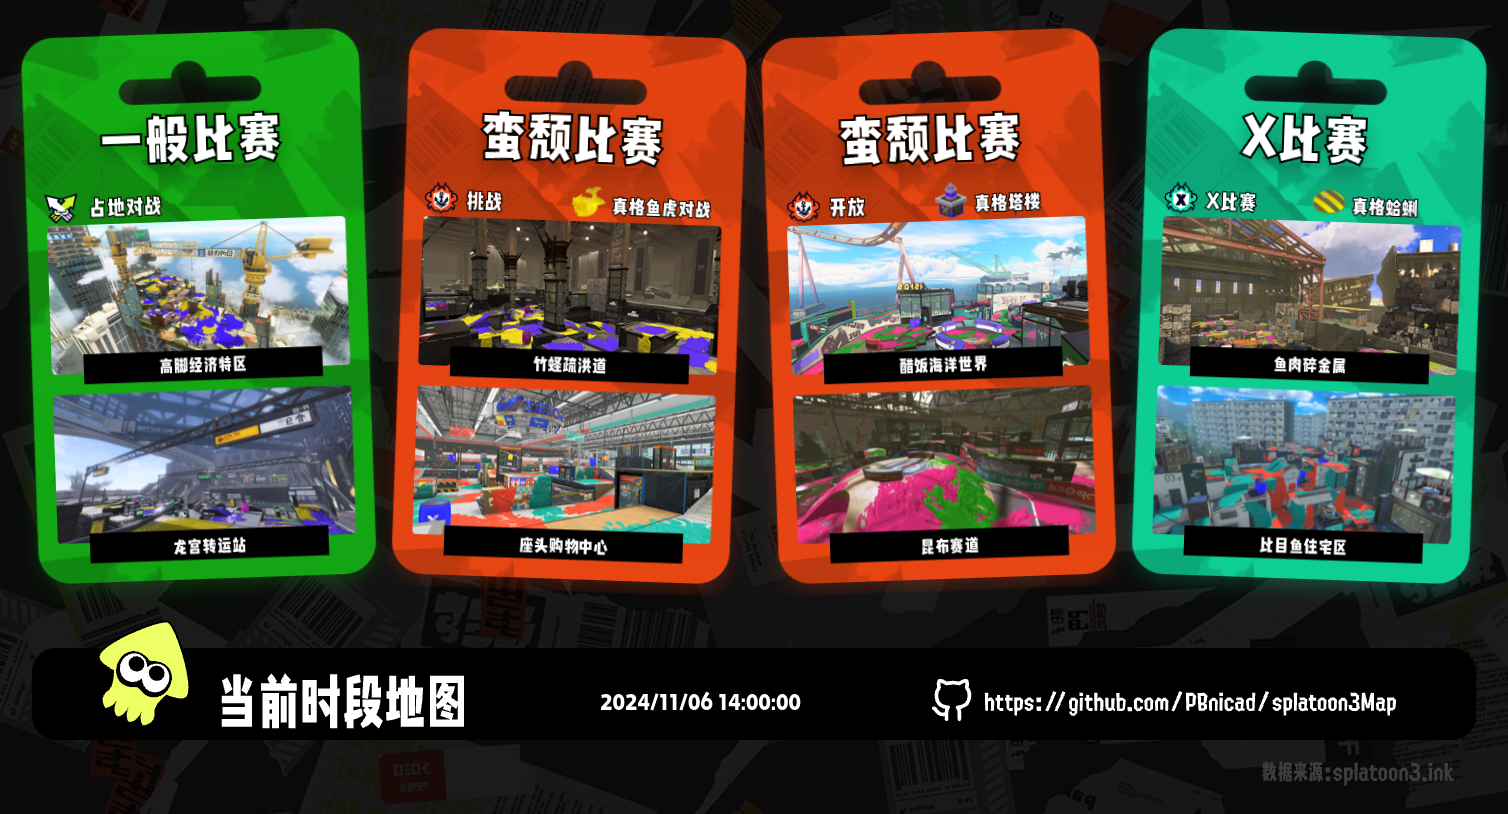 一般比赛
占地对战
高脚经济特区
龙宫转运站
蛮颓比赛
挑战
真格鱼虎对战
竹蛏疏洪道
座头购物中心
蛮颓比赛
开放
真格塔楼
醋饭海洋世界
昆布赛道
X比赛
X比赛
真格蛤蜊
鱼肉碎金属
比目鱼住宅区
当前时段地图
2024/11/06 14:00:00
https://github.com/PBnicad/splatoon3Map
数据来源:splatoon3.ink